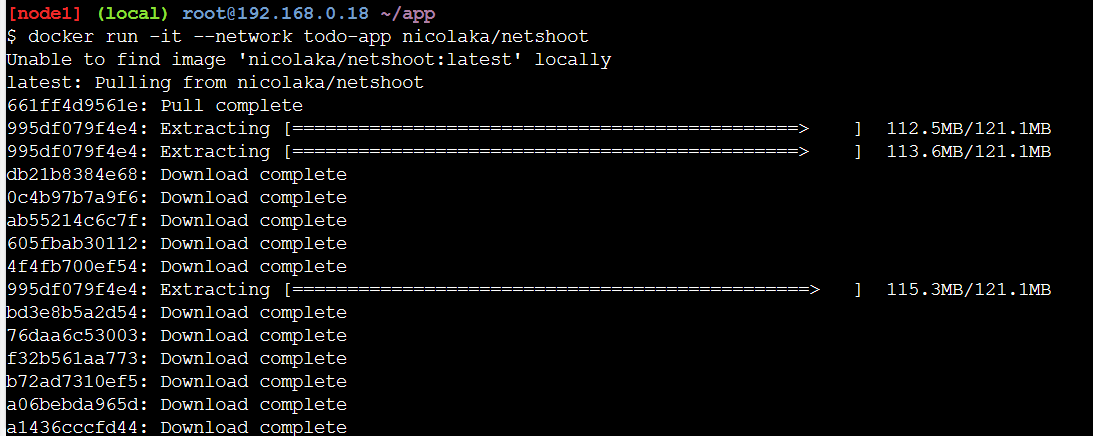 [node1] (local) root@192.168.0.18 ~/app
$ docker run -it --network todo-app nicolaka/netshoot
Unable to find image 'nicolaka/netshoot:latest' locally
latest: Pulling from nicolaka/netshoot
661ff4d9561e: Pull complete
995df079f4e4: Extracting [==============================================>    ]  112.5MB/121.1MB
995df079f4e4: Extracting [==============================================>    ]  113.6MB/121.1MB
db21b8384e68: Download complete
0c4b97b7a9f6: Download complete
ab55214c6c7f: Download complete
605fbab30112: Download complete
4f4fb700ef54: Download complete
995df079f4e4: Extracting [===============================================>   ]  115.3MB/121.1MB
bd3e8b5a2d54: Download complete
76daa6c53003: Download complete
f32b561aa773: Download complete
b72ad7310ef5: Download complete
a06bebda965d: Download complete
a1436cccfd44: Download complete